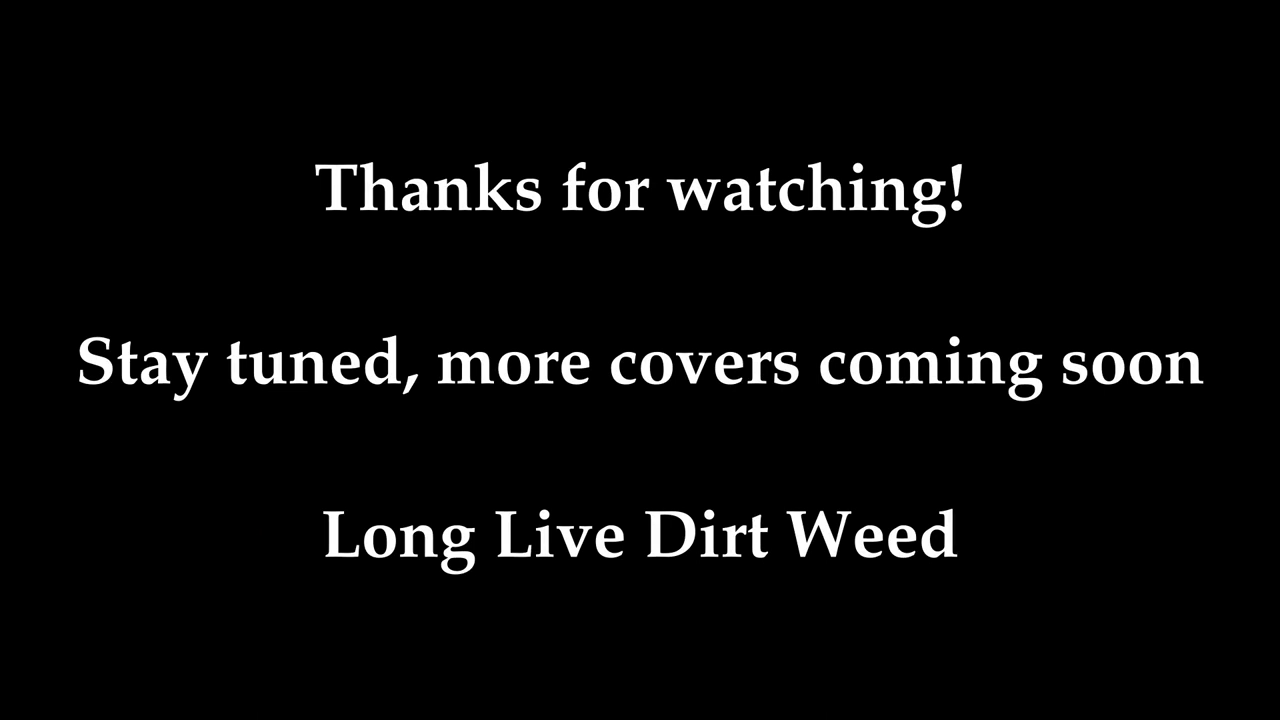 Thanks for watching!
Stay tuned, more covers coming soon
Long Live Dirt Weed